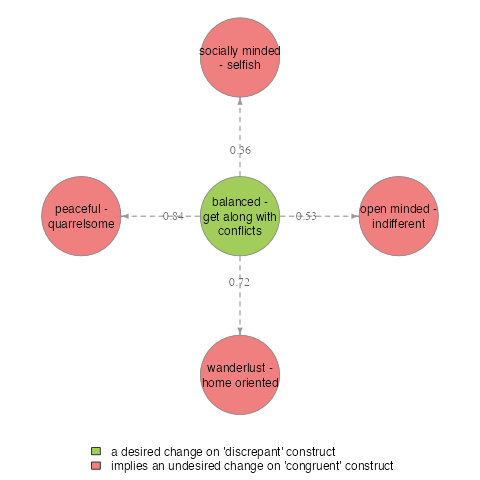 socially minded
- selfish
0.36
peaceful -
quarrelsome
0.84
balanced -
get along with
conflicts
0.53
open minded -
indifferent
0.72
wanderlust -
home oriented
a desired change on 'discrepant' construct
implies an undesired change on 'congruent' construct